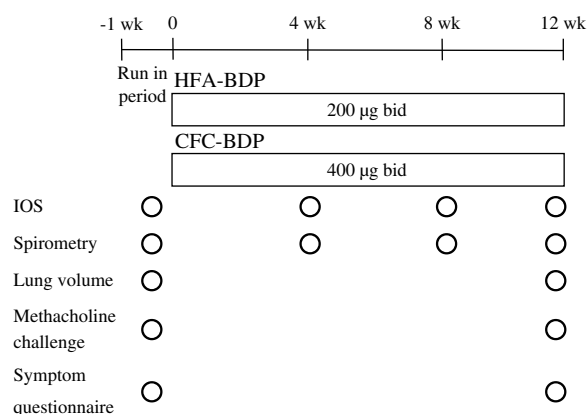 -1 wk 0 4 wk 8 wk 12 wk
Run in
period
HFA-BDP
200 µg bid
CFC-BDP
400 µg bid
IOS
Spirometry
Lung volume
Methacholine
challenge
Symptom
questionnaire